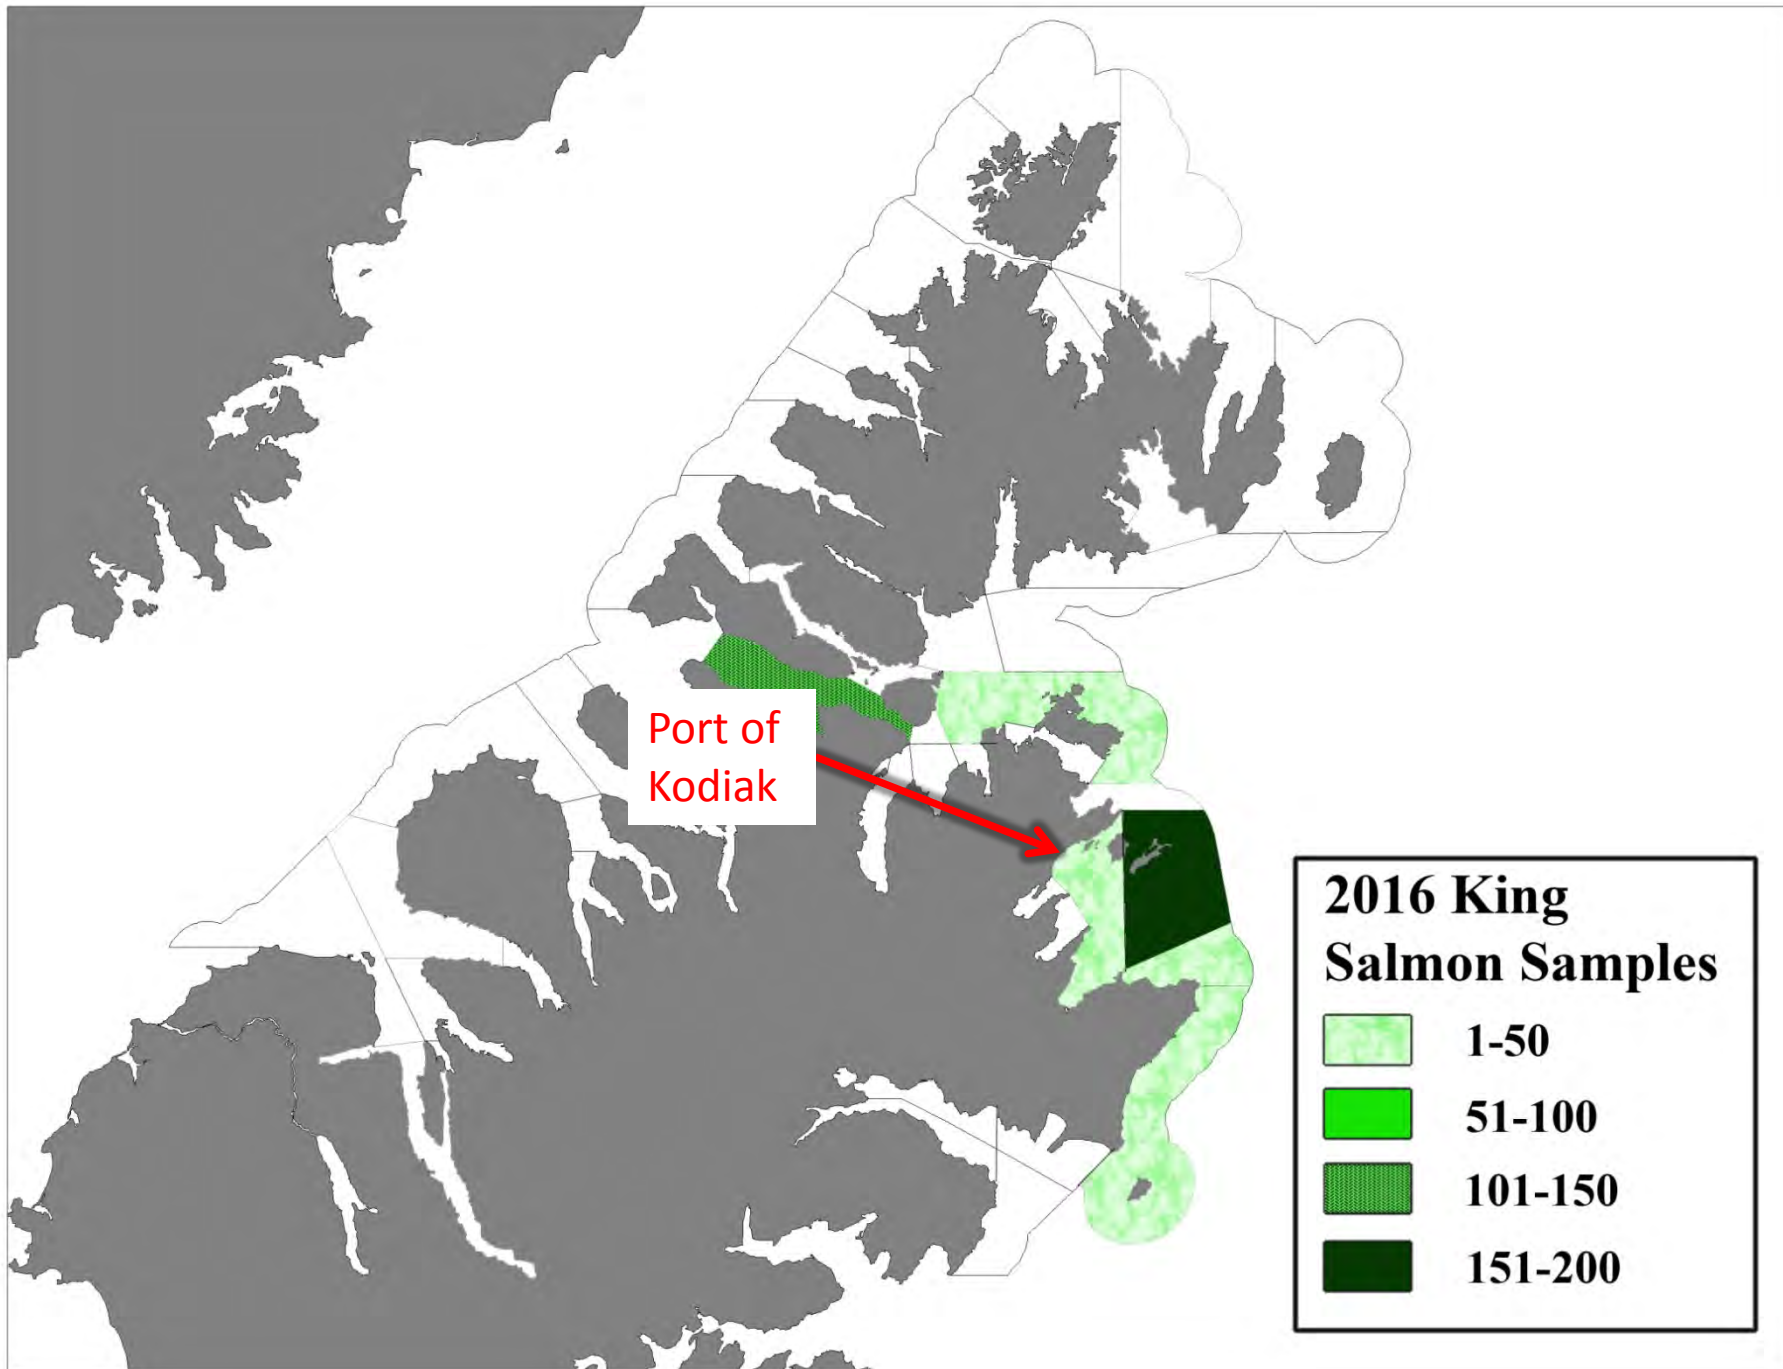 Port of
Kodiak
2016 King
Salmon Samples
1-50
51-100
101-150
151-200